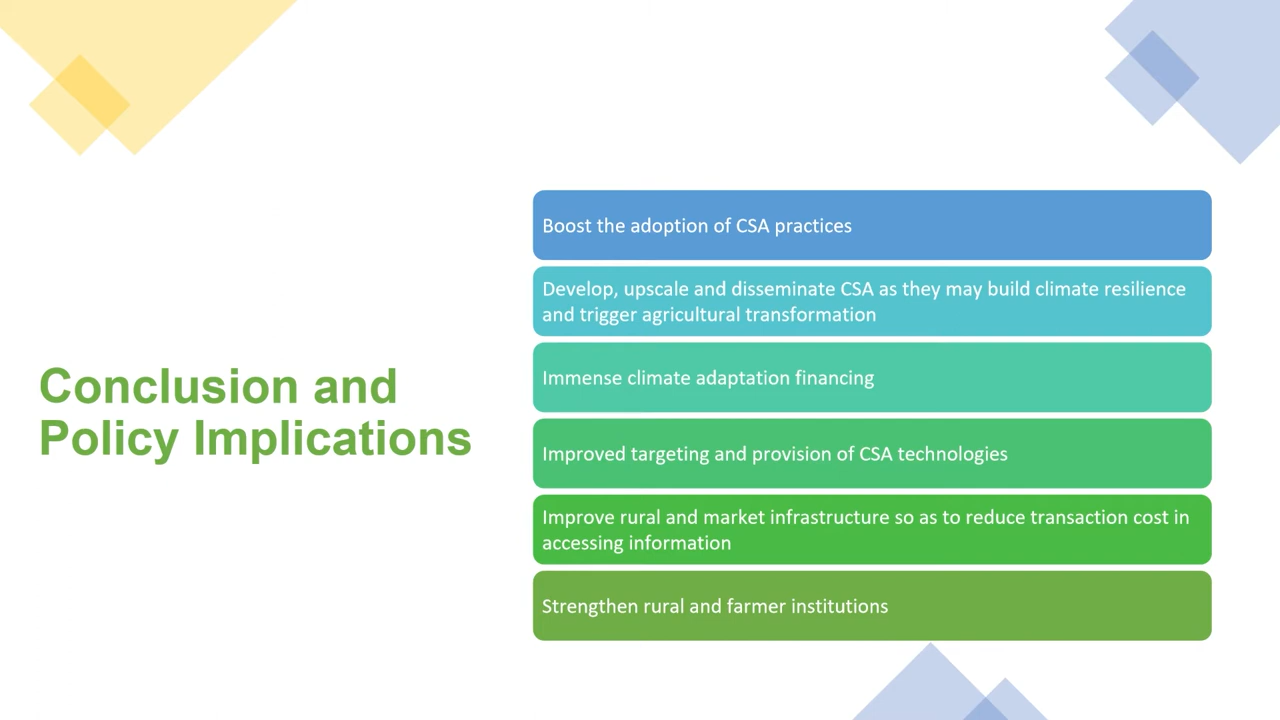 Conclusion and
Policy Implications
Boost the adoption of CSA practices
Develop, upscale and disseminate CSA as they may build climate resilience
and trigger agricultural transformation
Immense climate adaptation financing
Improved targeting and provision of CSA technologies
Improve rural and market infrastructure so as to reduce transaction cost in
accessing information
Strengthen rural and farmer institutions